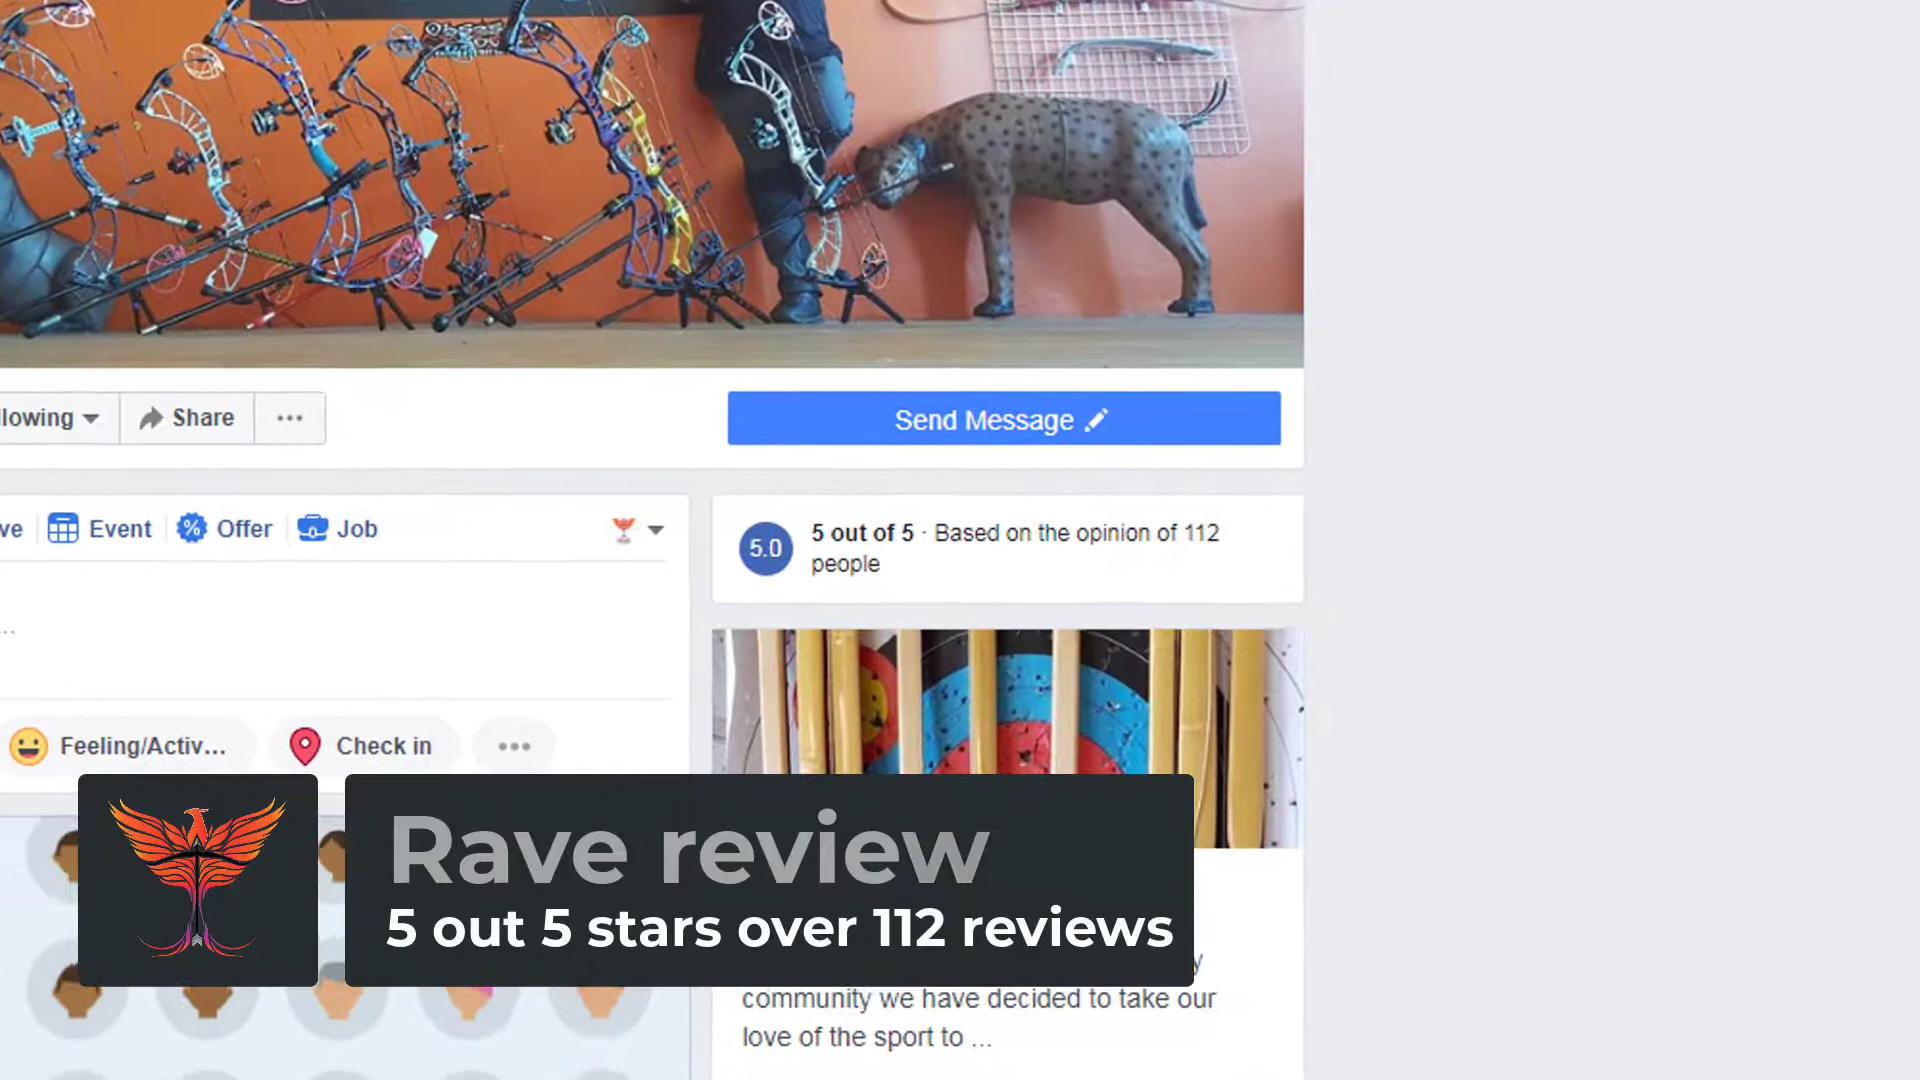 lowing
Share
Send Message
ve
Event
Offer
Job
5.0
5 out of 5 · Based on the opinion of 112
people
...
Feeling/Activ...
Check in
Rave review
5 out 5 stars over 112 reviews
y
community we have decided to take our
love of the sport to ...